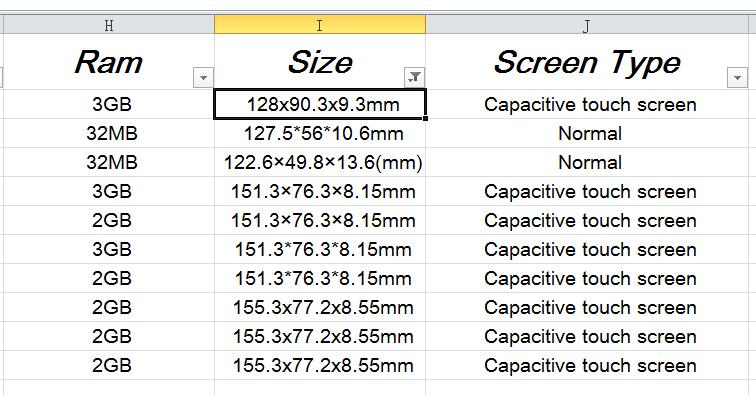 H I J
Ram Size Screen Type
3GB 128x90.3x9.3mm Capacitive touch screen
32MB 127.5*56*10.6mm Normal
32MB 122.6×49.8×13.6(mm) Normal
3GB 151.3×76.3×8.15mm Capacitive touch screen
2GB 151.3×76.3×8.15mm Capacitive touch screen
3GB 151.3*76.3*8.15mm Capacitive touch screen
2GB 151.3*76.3*8.15mm Capacitive touch screen
2GB 155.3x77.2x8.55mm Capacitive touch screen
2GB 155.3x77.2x8.55mm Capacitive touch screen
2GB 155.3x77.2x8.55mm Capacitive touch screen